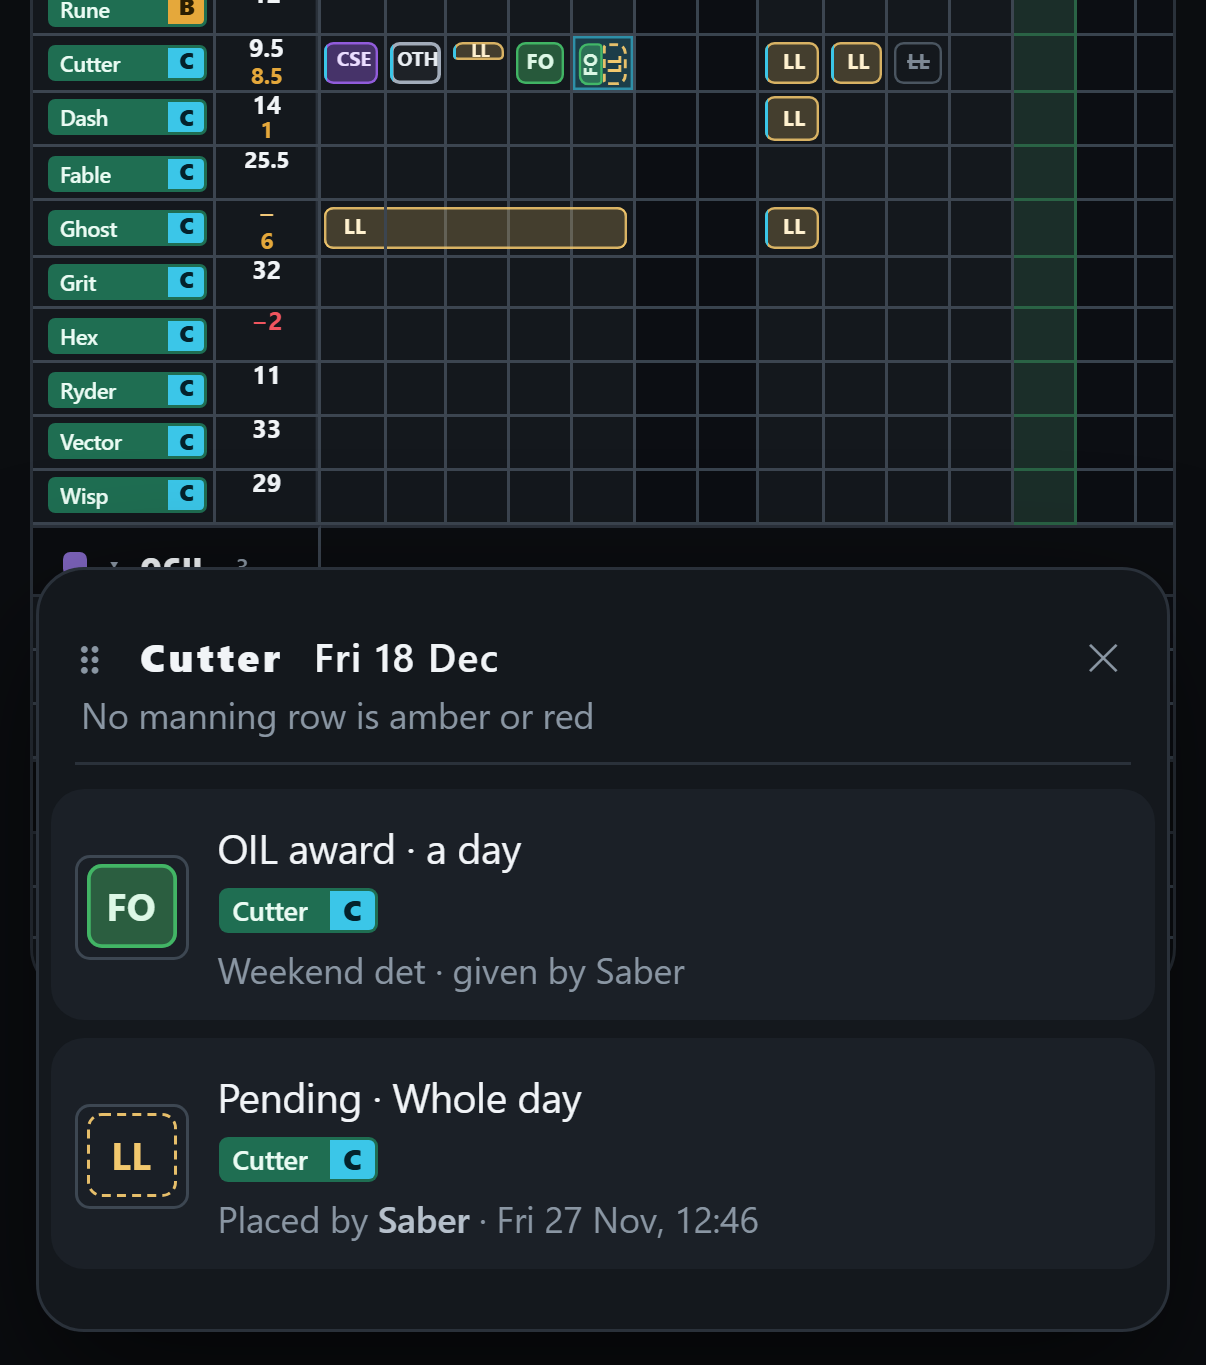 Rune B 12
Cutter C 9.5 CSE OTH LL FO FO LL LL LL LL
8.5
Dash C 14 LL
1
Fable C 25.5
Ghost C – LL LL
6
Grit C 32
Hex C –2
Ryder C 11
Vector C 33
Wisp C 29
3
Cutter Fri 18 Dec
No manning row is amber or red
FO OIL award · a day
Cutter C
Weekend det · given by Saber
LL Pending · Whole day
Cutter C
Placed by Saber · Fri 27 Nov, 12:46